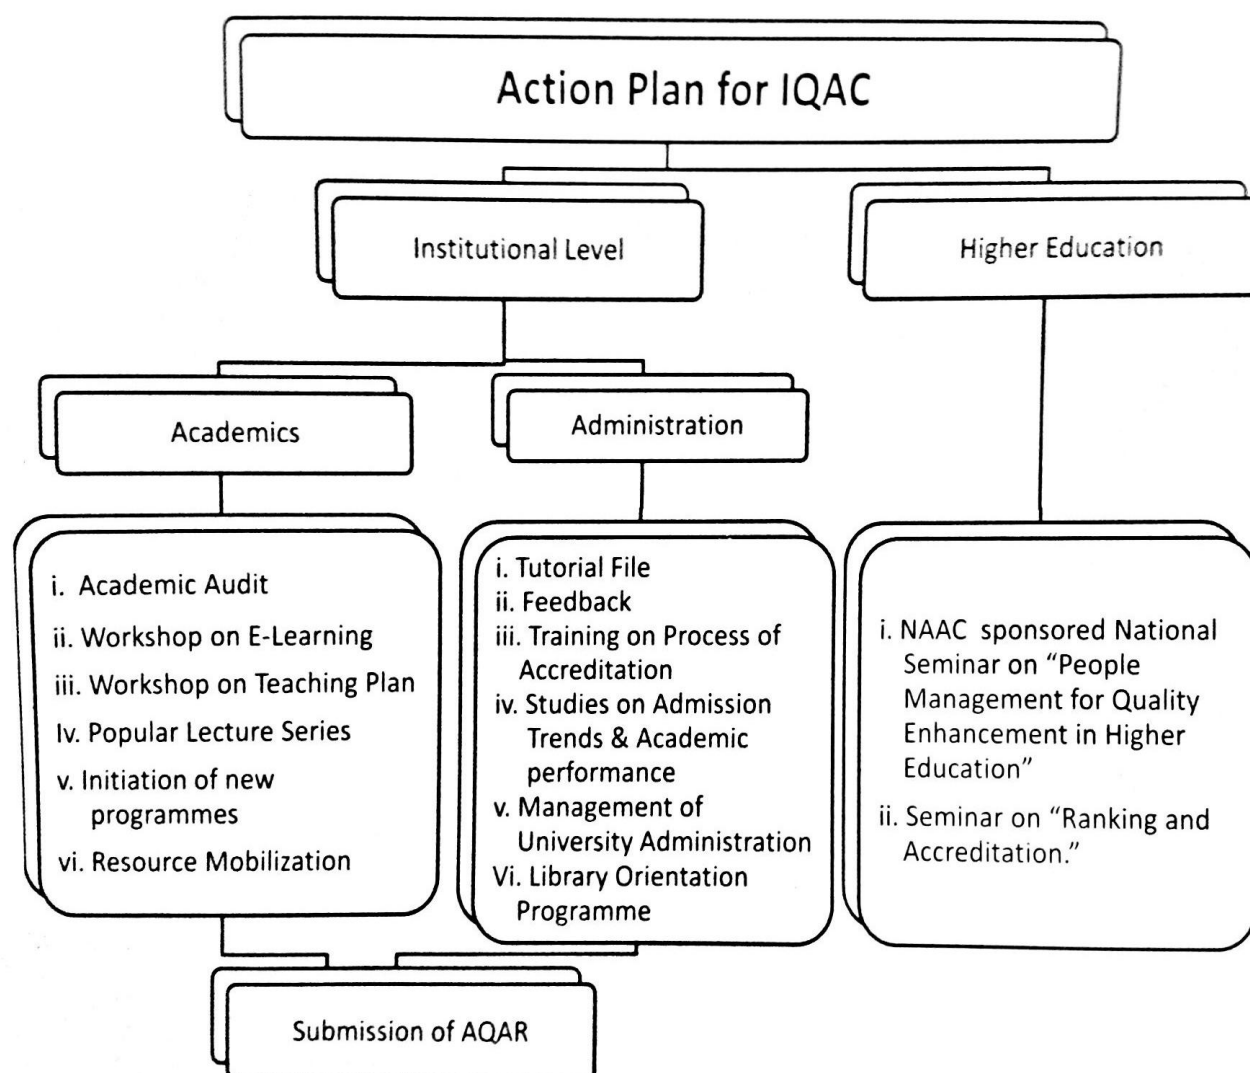 Action Plan for IQAC
Institutional Level
Higher Education
Academics
Administration
i. Academic Audit
ii. Workshop on E-Learning
iii. Workshop on Teaching Plan
Iv. Popular Lecture Series
v. Initiation of new
programmes
vi. Resource Mobilization
i. Tutorial File
ii. Feedback
iii. Training on Process of
Accreditation
iv. Studies on Admission
Trends & Academic
performance
v. Management of
University Administration
Vi. Library Orientation
Programme
i. NAAC sponsored National
Seminar on “People
Management for Quality
Enhancement in Higher
Education”
ii. Seminar on “Ranking and
Accreditation.”
Submission of AQAR